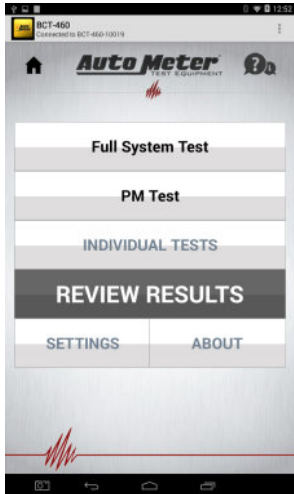 12:52
BCT-460
Connected to BCT-460-10019
Auto Meter
TEST EQUIPMENT
Full System Test
PM Test
INDIVIDUAL TESTS
REVIEW RESULTS
SETTINGS
ABOUT